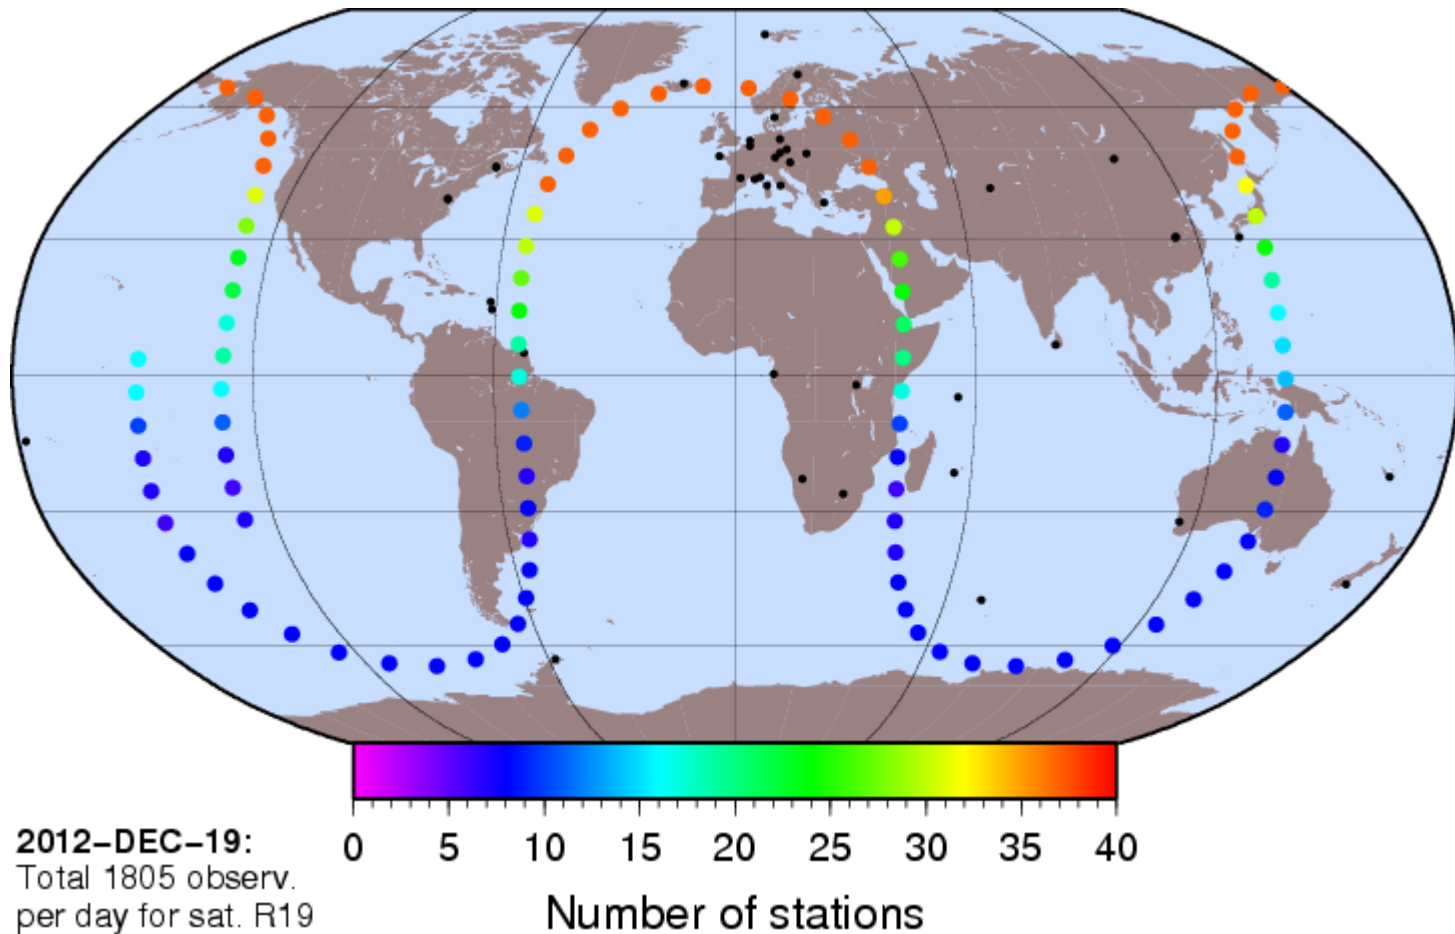 0 5 10 15 20 25 30 35 40
2012–DEC–19:
Total 1805 observ.
per day for sat. R19
Number of stations